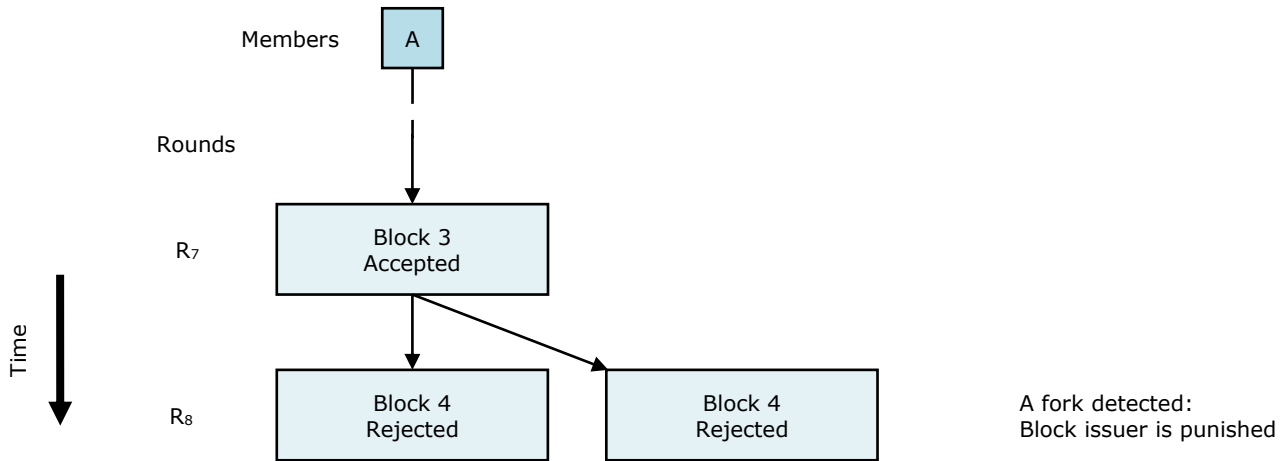 Members
A
Rounds
R₇
Block 3
Accepted
Time
R₈
Block 4
Rejected
Block 4
Rejected
A fork detected:
Block issuer is punished